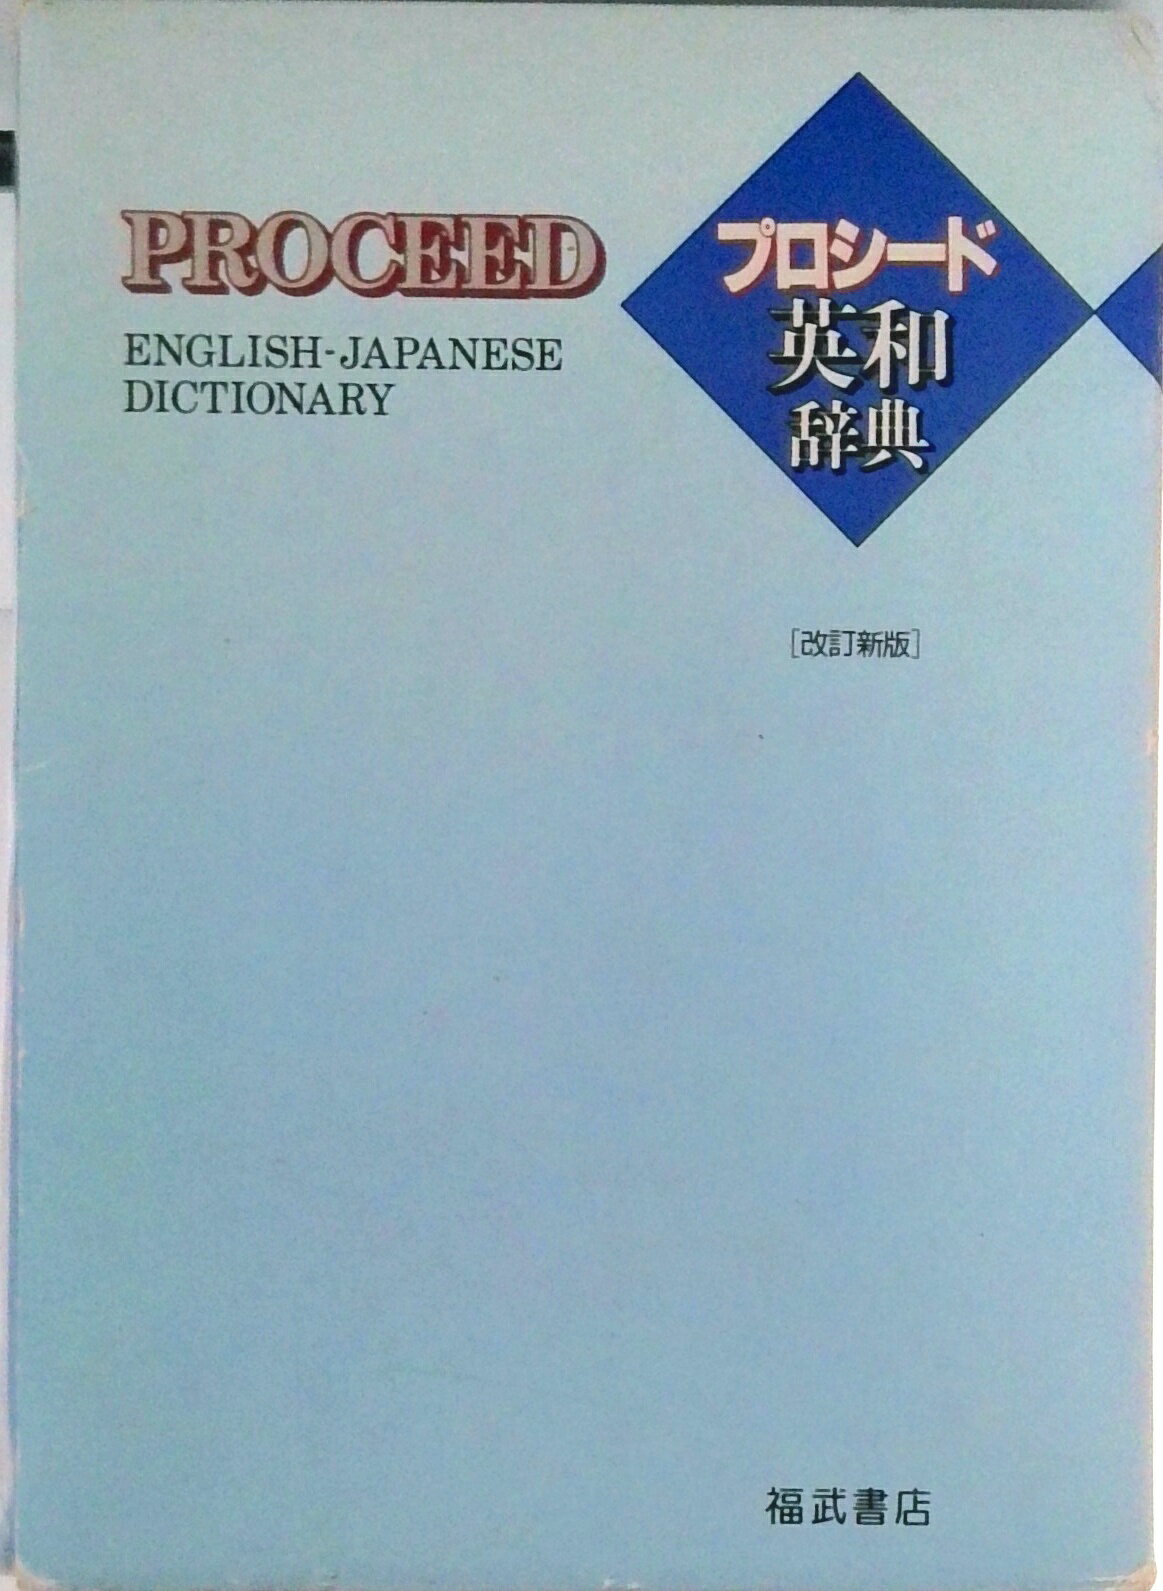 PROCEED
ENGLISH-JAPANESE
DICTIONARY
プロシード
英和
辞典
[改訂新版]
福武書店